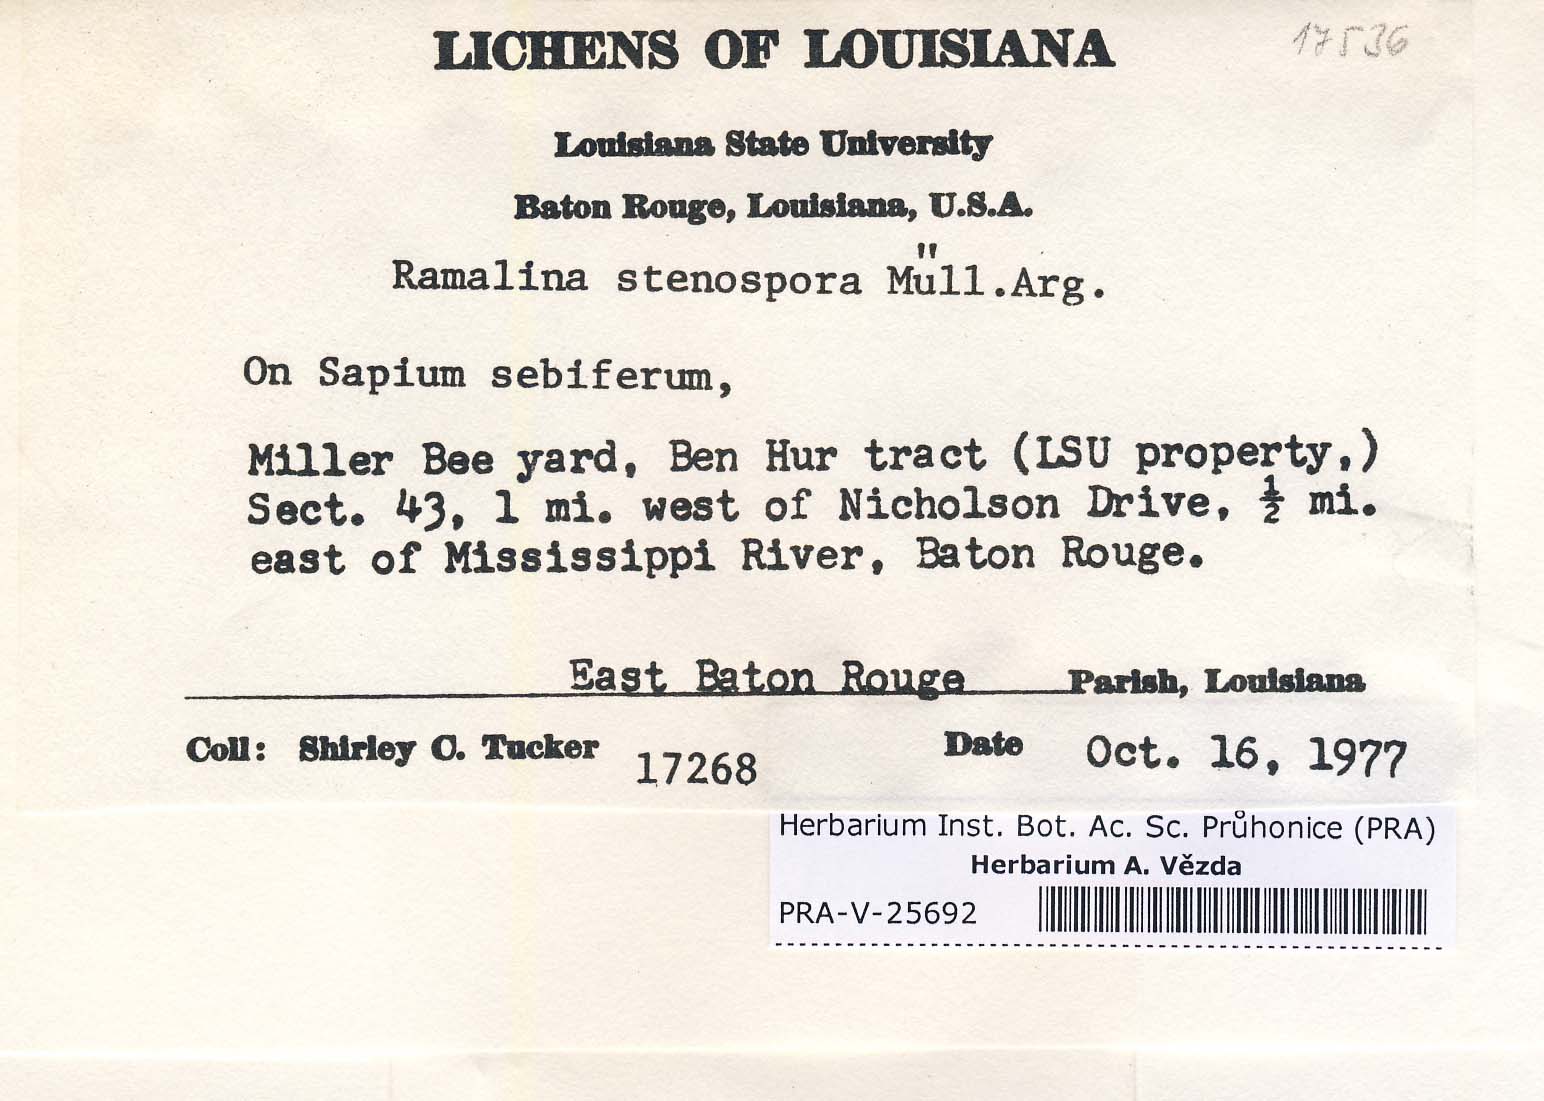 LICHENS OF LOUISIANA
17536
Louisiana State University
Baton Rouge, Louisiana, U.S.A.
Ramalina stenospora Müll.Arg.
On Sapium sebiferum,
Miller Bee yard, Ben Hur tract (LSU property,)
Sect. 43, 1 mi. west of Nicholson Drive, ½ mi.
east of Mississippi River, Baton Rouge.
East Baton Rouge Parish, Louisiana
Coll: Shirley C. Tucker 17268 Date Oct. 16, 1977
Herbarium Inst. Bot. Ac. Sc. Průhonice (PRA)
Herbarium A. Vězda
PRA-V-25692